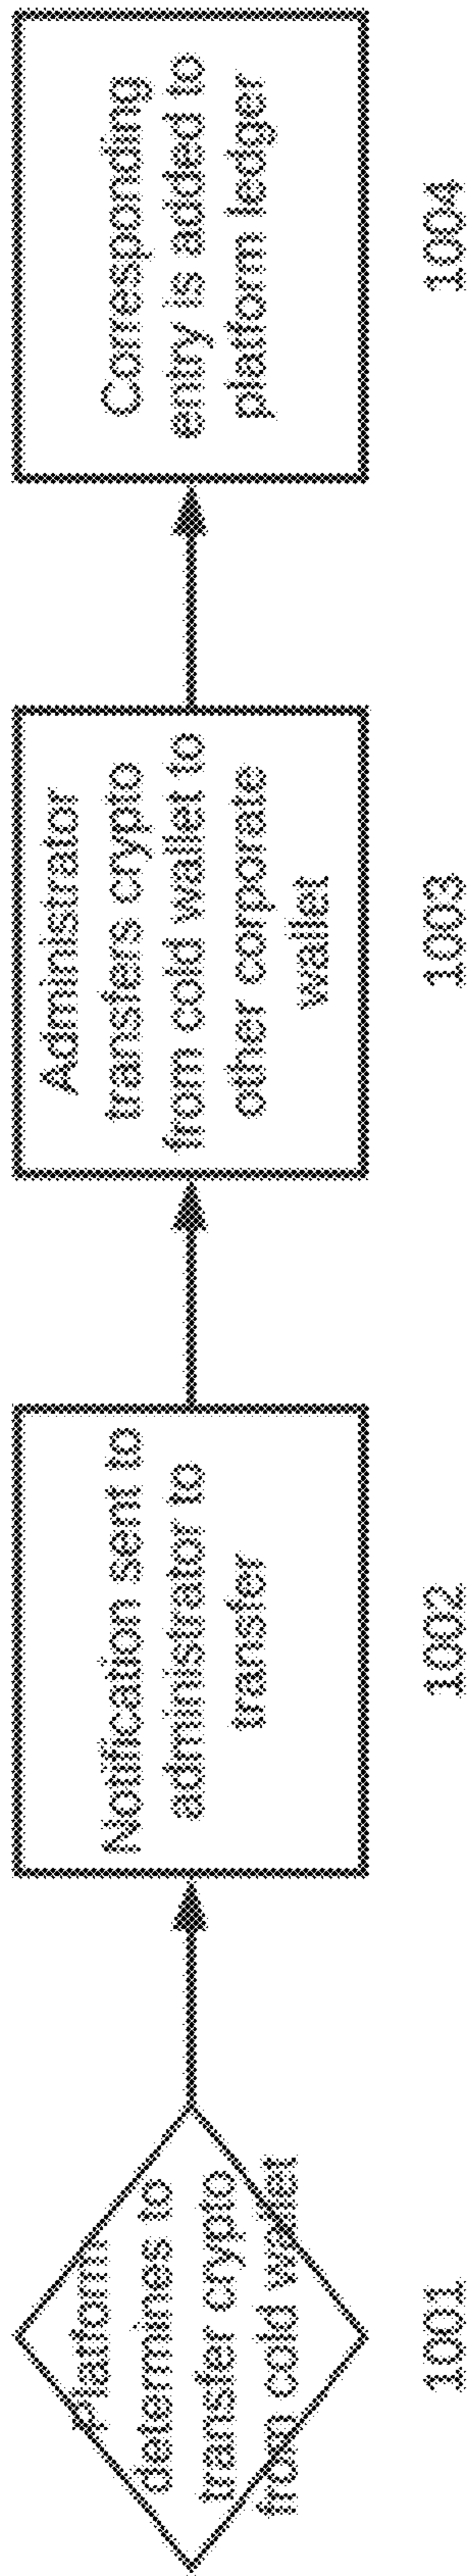 Platform
determines to
transfer crypto
from cold wallet
1001
Notification sent to
administrator to
transfer
1002
Administrator
transfers crypto
from cold wallet to
other corporate
wallet
1003
Corresponding
entry is added to
platform ledger
1004